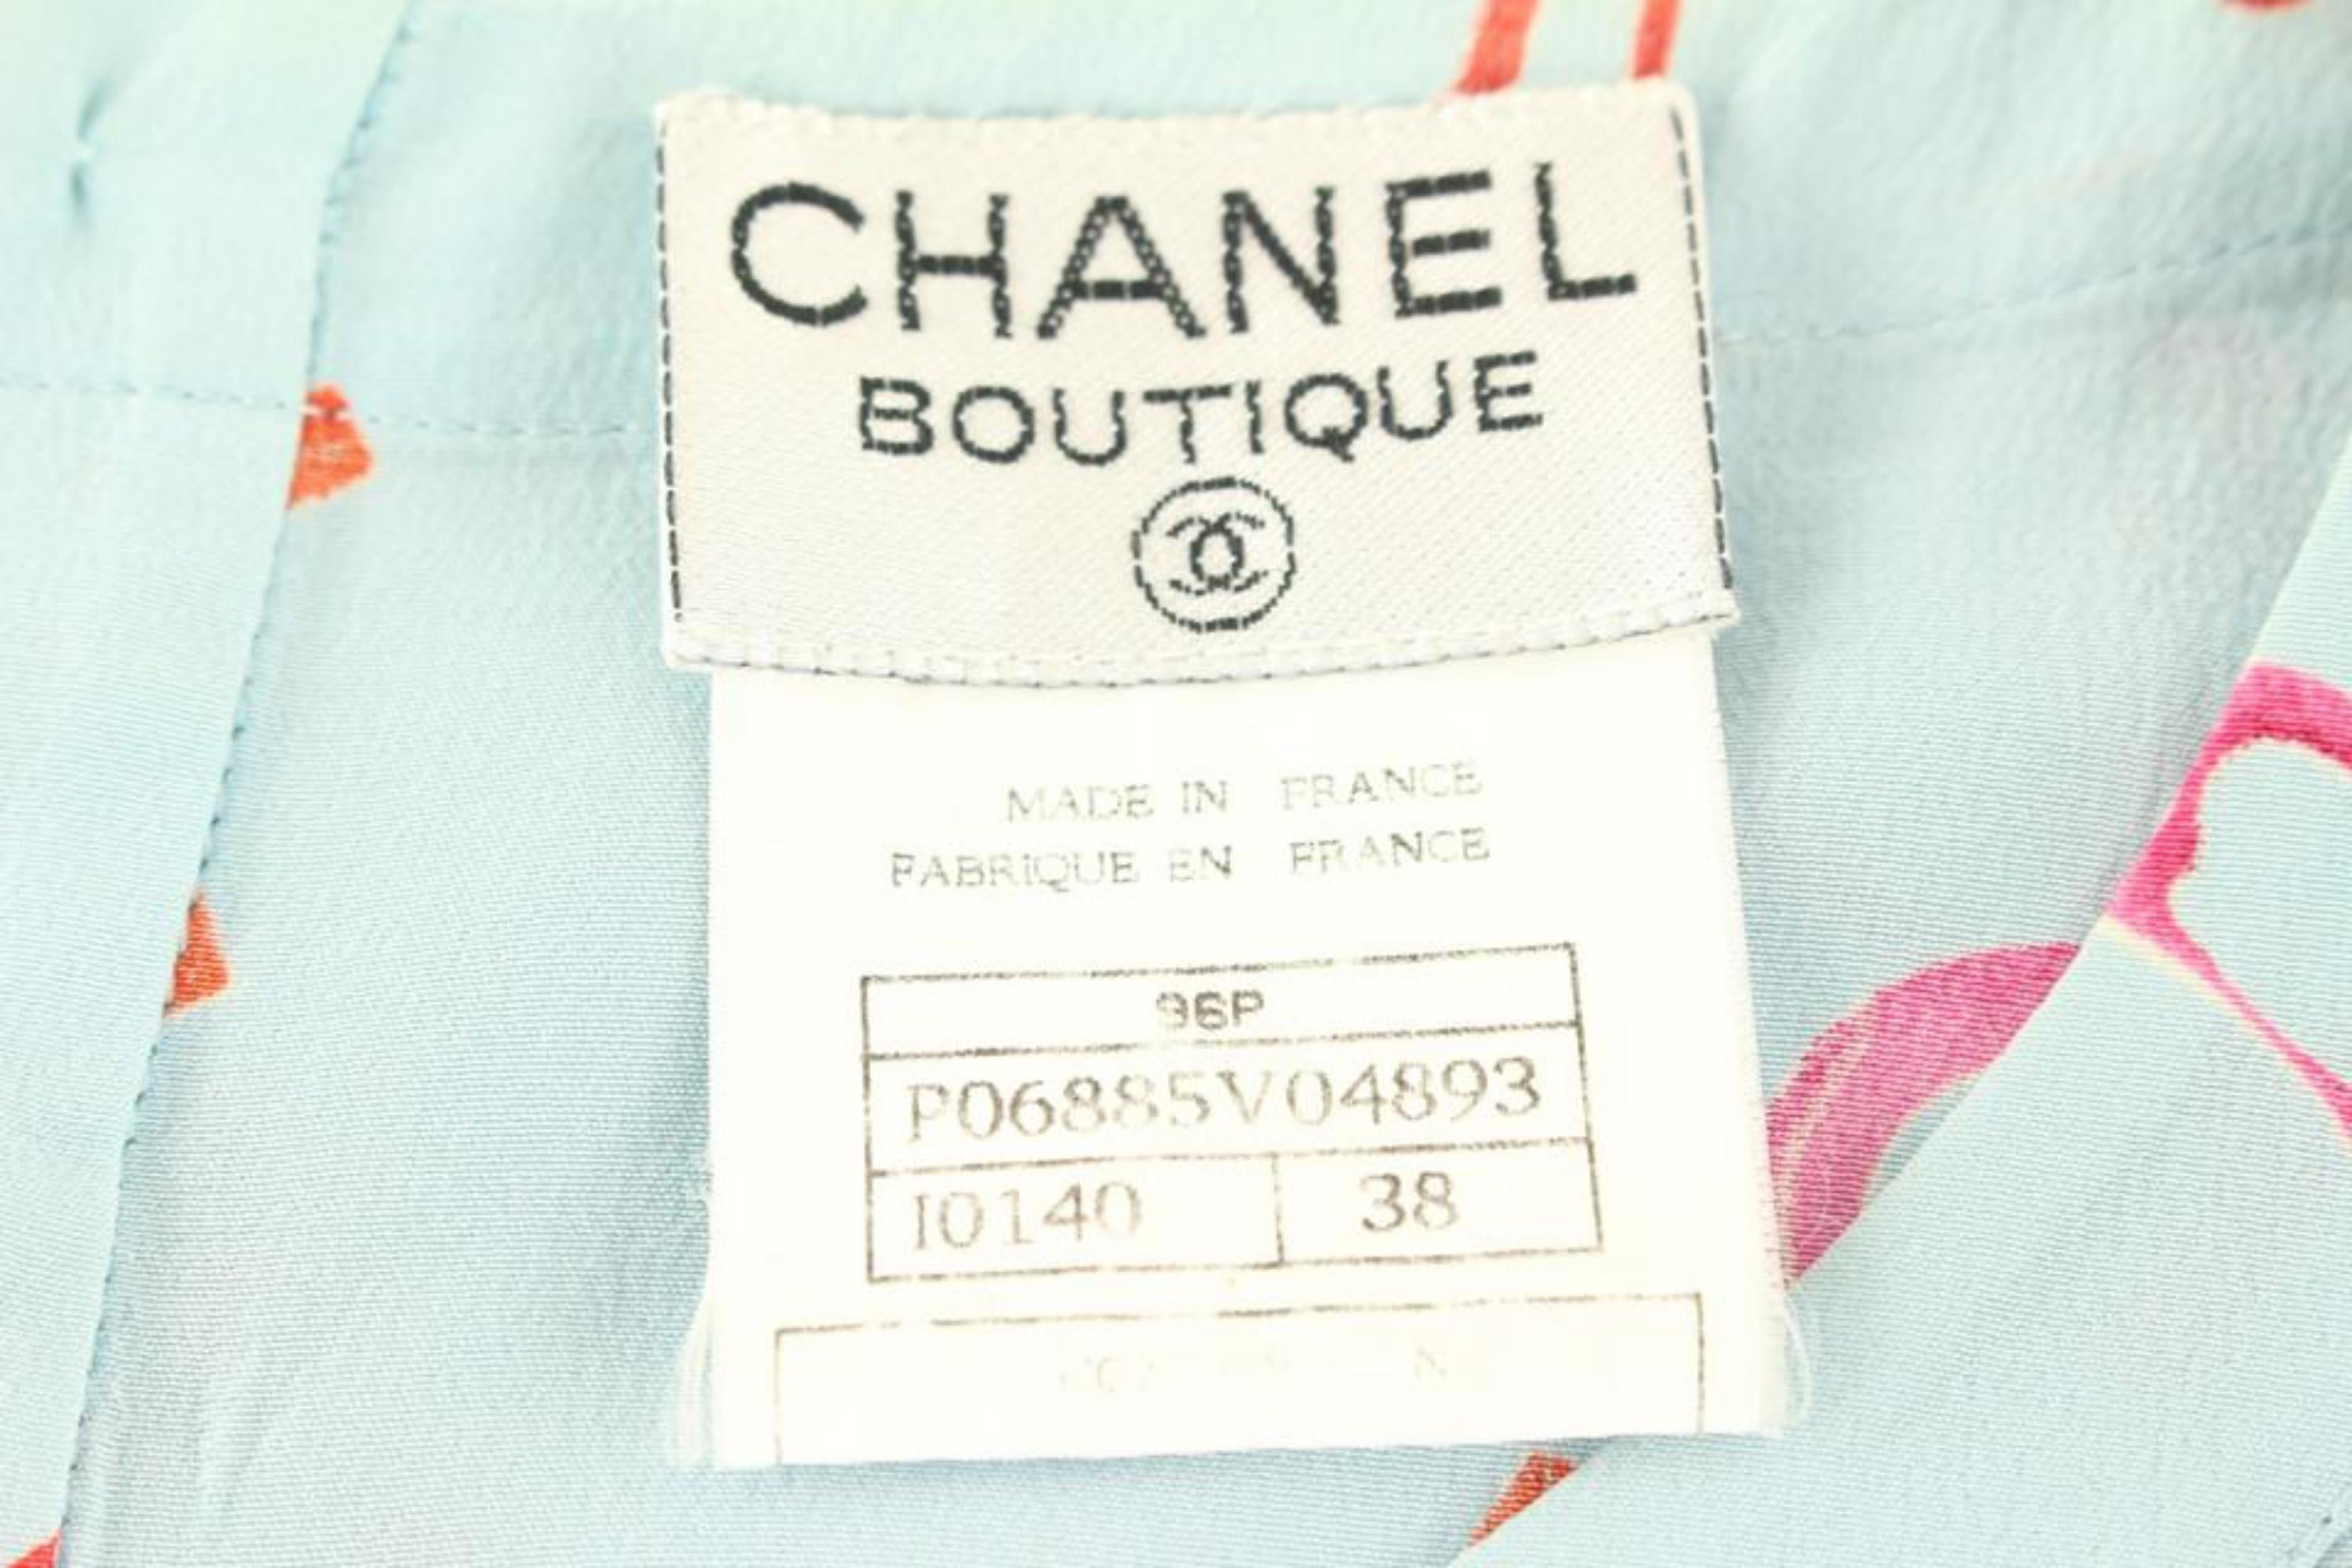 CHANEL
BOUTIQUE
MADE IN FRANCE
FABRIQUE EN FRANCE
96P
P06885V04893
I0140 38